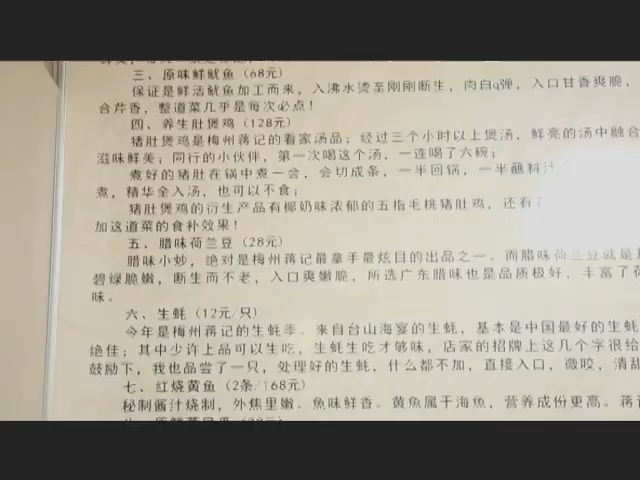 三、原味鲜鱿鱼（68元）
保证是鲜活鱿鱼加工而来，入沸水烫至刚刚断生，肉白q弹，入口甘香爽脆，
合芹香，整道菜几乎是每次必点！
四、养生肚煲鸡（128元）
猪肚煲鸡是梅州蒋记的看家汤品；经过三个小时以上煲汤，鲜亮的汤中融合
滋味鲜美；同行的小伙伴，第一次喝这个汤，一连喝了六碗；
煮好的猪肚在锅中煮一会，会切成条，一半回锅，一半蘸料汁
煮，精华全入汤，也可以不食；
猪肚煲鸡的衍生产品有椰奶味浓郁的五指毛桃猪肚鸡，还有
加这道菜的食补效果！
五、腊味荷兰豆（28元）
腊味小炒，绝对是梅州蒋记最拿手最炫目的出品之一。而腊味荷兰豆就是
碧绿脆嫩，断生而不老，入口爽嫩脆，所选广东腊味也是品质极好，丰富了荷
味。
六、生蚝（12元/只）
今年是梅州蒋记的生蚝季。来自台山海宴的生蚝，基本是中国最好的生蚝
绝佳；其中少许上品可以生吃，生蚝生吃才够味，店家的招牌上这几个字很给
鼓励下，我也品尝了一只，处理好的生蚝，什么都不加，直接入口，微咬，清甜
七、红烧黄鱼（2条/168元）
秘制酱汁烧制，外焦里嫩。魚味鲜香。黄魚属于海魚，营养成份更高。蒋记